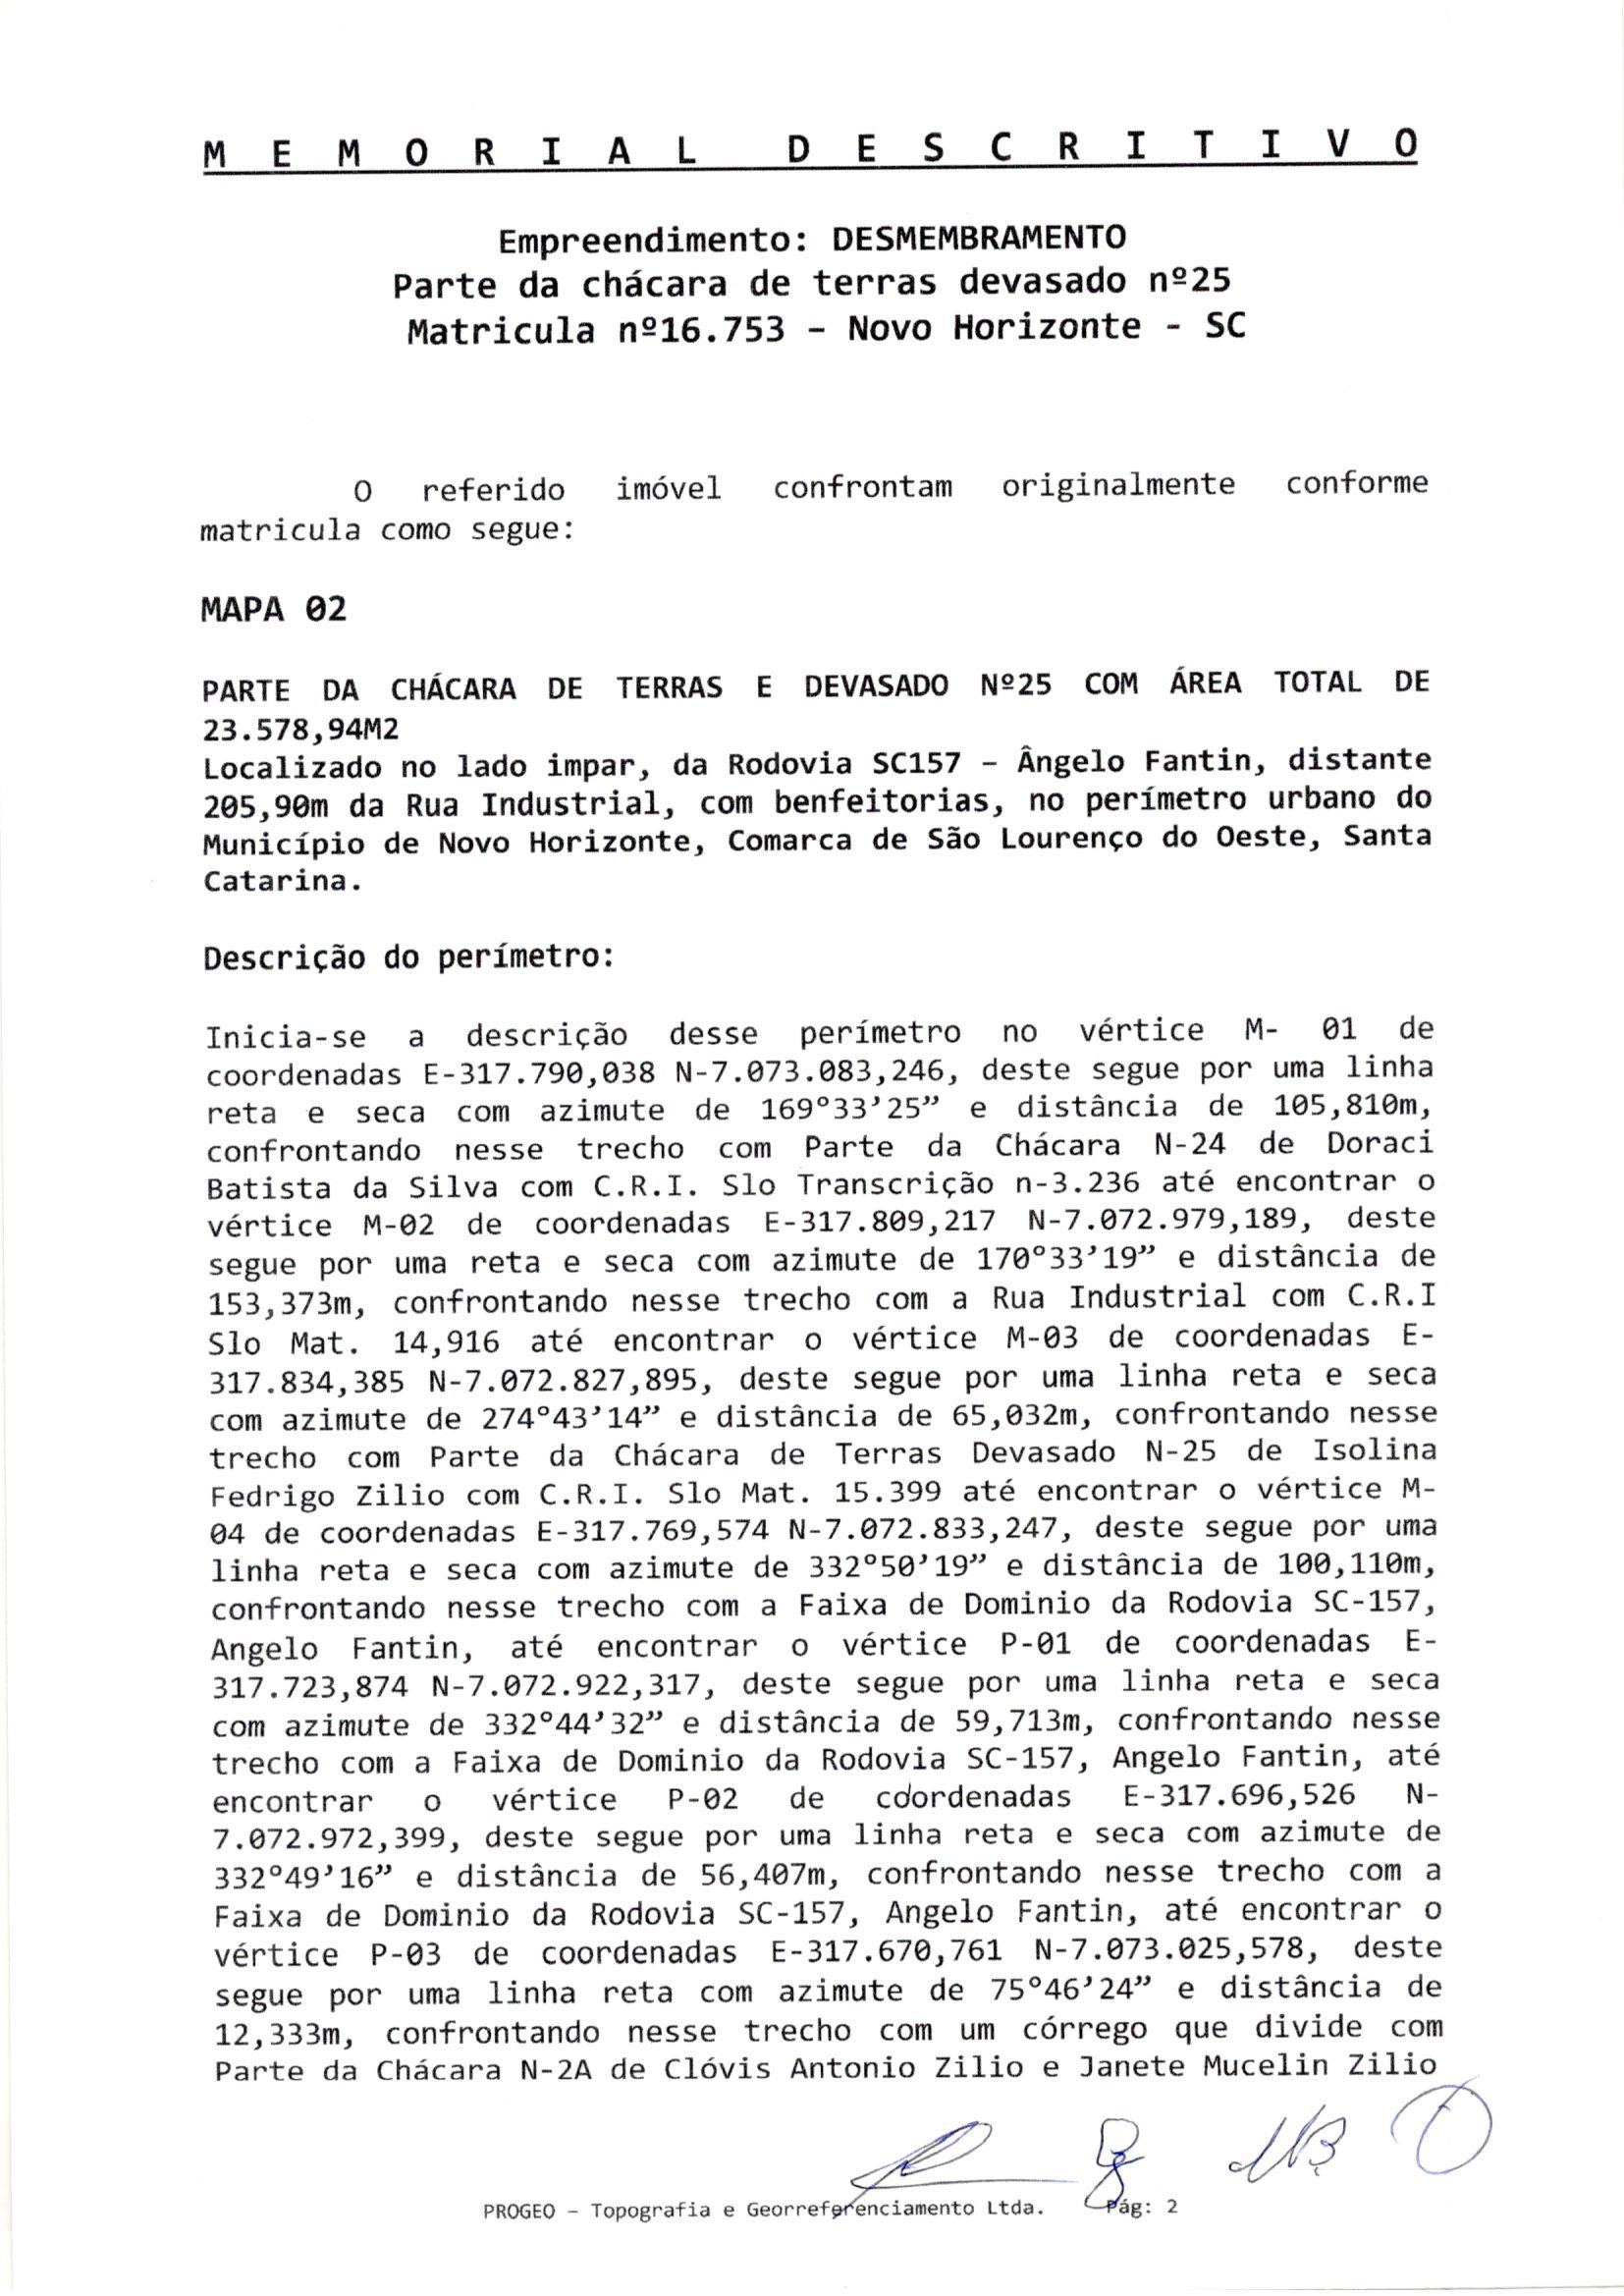 M E M O R I A L D E S C R I T I V O
Empreendimento: DESMEMBRAMENTO
Parte da chácara de terras devasado nº25
Matricula nº16.753 – Novo Horizonte - SC
O referido imóvel confrontam originalmente conforme
matricula como segue:
MAPA 02
PARTE DA CHÁCARA DE TERRAS E DEVASADO Nº25 COM ÁREA TOTAL DE
23.578,94M2
Localizado no lado impar, da Rodovia SC157 – Ângelo Fantin, distante
205,90m da Rua Industrial, com benfeitorias, no perímetro urbano do
Município de Novo Horizonte, Comarca de São Lourenço do Oeste, Santa
Catarina.
Descrição do perímetro:
Inicia-se a descrição desse perímetro no vértice M- 01 de
coordenadas E-317.790,038 N-7.073.083,246, deste segue por uma linha
reta e seca com azimute de 169°33’25” e distância de 105,810m,
confrontando nesse trecho com Parte da Chácara N-24 de Doraci
Batista da Silva com C.R.I. Slo Transcrição n-3.236 até encontrar o
vértice M-02 de coordenadas E-317.809,217 N-7.072.979,189, deste
segue por uma reta e seca com azimute de 170°33’19” e distância de
153,373m, confrontando nesse trecho com a Rua Industrial com C.R.I
Slo Mat. 14,916 até encontrar o vértice M-03 de coordenadas E-
317.834,385 N-7.072.827,895, deste segue por uma linha reta e seca
com azimute de 274°43’14” e distância de 65,032m, confrontando nesse
trecho com Parte da Chácara de Terras Devasado N-25 de Isolina
Fedrigo Zilio com C.R.I. Slo Mat. 15.399 até encontrar o vértice M-
04 de coordenadas E-317.769,574 N-7.072.833,247, deste segue por uma
linha reta e seca com azimute de 332°50’19” e distância de 100,110m,
confrontando nesse trecho com a Faixa de Dominio da Rodovia SC-157,
Angelo Fantin, até encontrar o vértice P-01 de coordenadas E-
317.723,874 N-7.072.922,317, deste segue por uma linha reta e seca
com azimute de 332°44’32” e distância de 59,713m, confrontando nesse
trecho com a Faixa de Dominio da Rodovia SC-157, Angelo Fantin, até
encontrar o vértice P-02 de coordenadas E-317.696,526 N-
7.072.972,399, deste segue por uma linha reta e seca com azimute de
332°49’16” e distância de 56,407m, confrontando nesse trecho com a
Faixa de Dominio da Rodovia SC-157, Angelo Fantin, até encontrar o
vértice P-03 de coordenadas E-317.670,761 N-7.073.025,578, deste
segue por uma linha reta com azimute de 75°46’24” e distância de
12,333m, confrontando nesse trecho com um córrego que divide com
Parte da Chácara N-2A de Clóvis Antonio Zilio e Janete Mucelin Zilio
PROGEO – Topografia e Georreferenciamento Ltda. Pág: 2